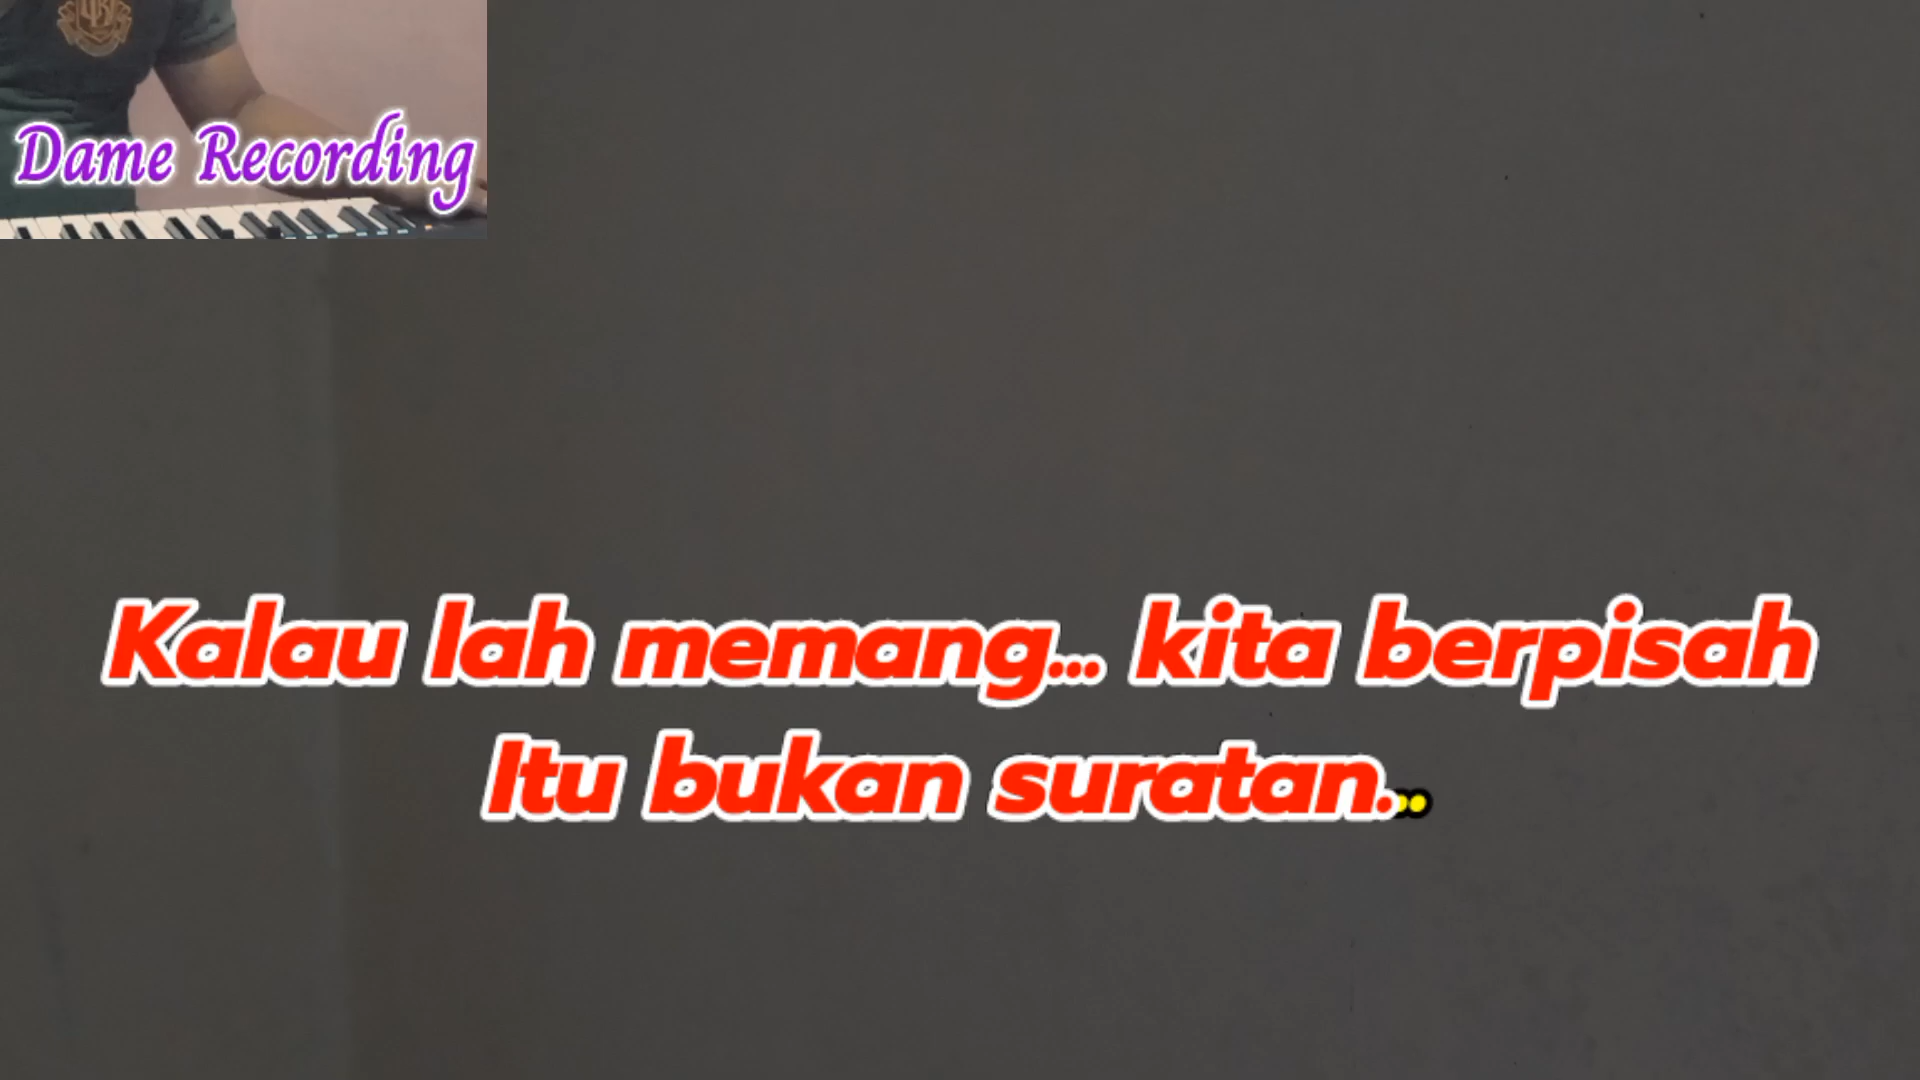 Dame Recording
Kalau lah memang... kita berpisah
Itu bukan suratan...